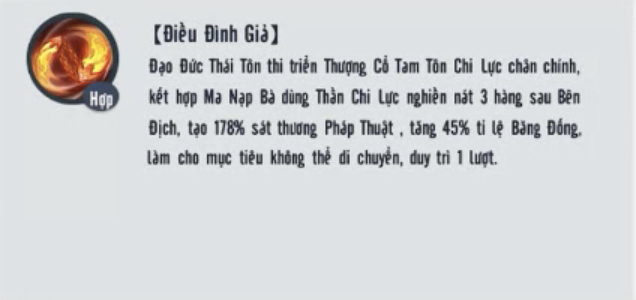 【Điều Đình Giả】
Đạo Đức Thái Tôn thi triển Thượng Cổ Tam Tôn Chi Lực chân chính,
kết hợp Ma Nạp Bà dùng Thần Chi Lực nghiền nát 3 hàng sau Bên
Địch, tạo 178% sát thương Pháp Thuật , tăng 45% tỉ lệ Băng Đống,
làm cho mục tiêu không thể di chuyển, duy trì 1 lượt.
Hợp